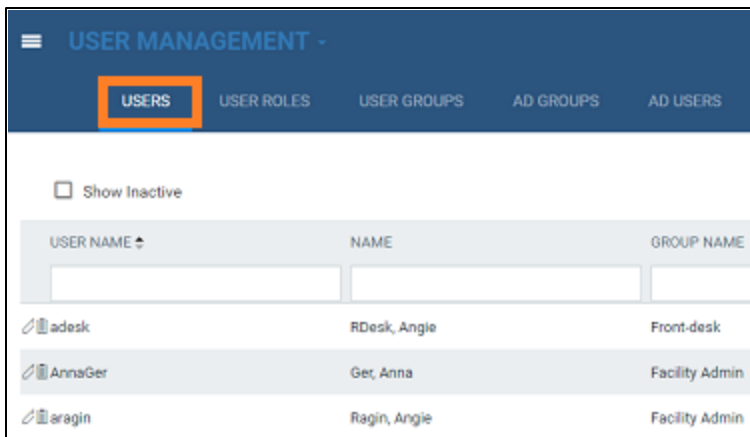 USER MANAGEMENT
USERS USER ROLES USER GROUPS AD GROUPS AD USERS
Show Inactive
USER NAME NAME GROUP NAME
adesk RDesk, Angie Front-desk
AnnaGer Ger, Anna Facility Admin
aragin Ragin, Angie Facility Admin